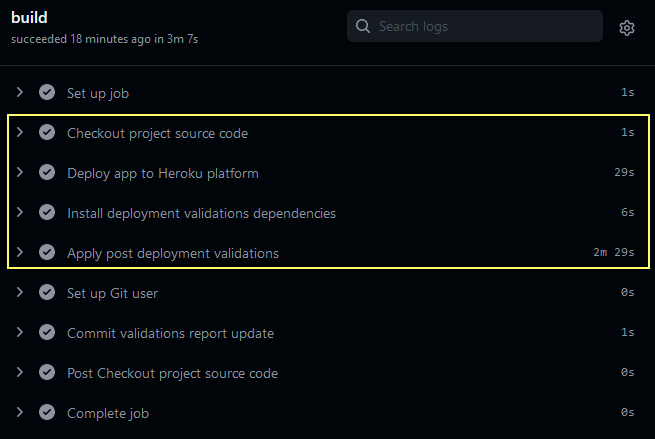 build
succeeded 18 minutes ago in 3m 7s
Search logs
Set up job 1s
Checkout project source code 1s
Deploy app to Heroku platform 29s
Install deployment validations dependencies 6s
Apply post deployment validations 2m 29s
Set up Git user 0s
Commit validations report update 1s
Post Checkout project source code 0s
Complete job 0s